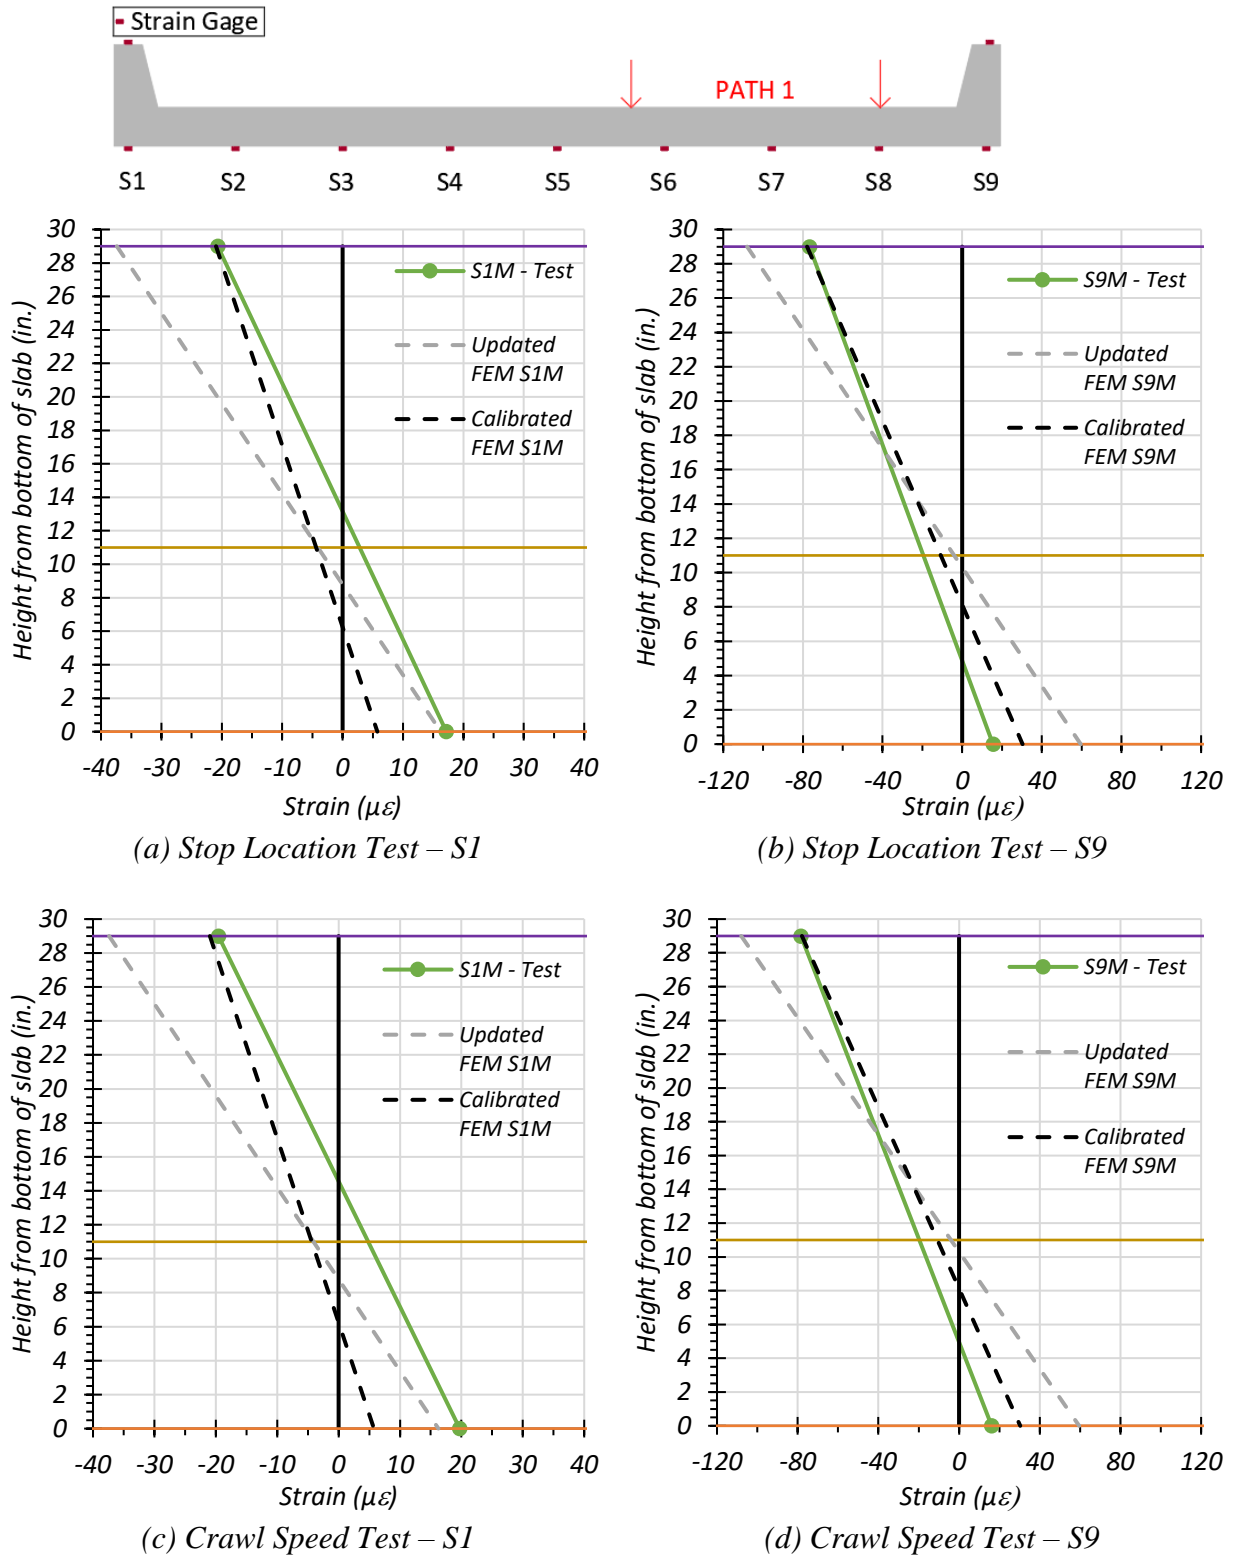 Strain Gage
PATH 1
S1 S2 S3 S4 S5 S6 S7 S8 S9
Height from bottom of slab (in.)
30
28
26
24
22
20
18
16
14
12
10
8
6
4
2
0
S1M - Test
Updated
FEM S1M
Calibrated
FEM S1M
-40 -30 -20 -10 0 10 20 30 40
Strain (με)
(a) Stop Location Test – S1
Height from bottom of slab (in.)
30
28
26
24
22
20
18
16
14
12
10
8
6
4
2
0
S9M - Test
Updated
FEM S9M
Calibrated
FEM S9M
-120 -80 -40 0 40 80 120
Strain (με)
(b) Stop Location Test – S9
Height from bottom of slab (in.)
30
28
26
24
22
20
18
16
14
12
10
8
6
4
2
0
S1M - Test
Updated
FEM S1M
Calibrated
FEM S1M
-40 -30 -20 -10 0 10 20 30 40
Strain (με)
(c) Crawl Speed Test – S1
Height from bottom of slab (in.)
30
28
26
24
22
20
18
16
14
12
10
8
6
4
2
0
S9M - Test
Updated
FEM S9M
Calibrated
FEM S9M
-120 -80 -40 0 40 80 120
Strain (με)
(d) Crawl Speed Test – S9